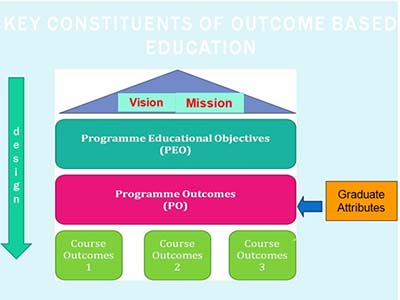 KEY CONSTITUENTS OF OUTCOME BASED
EDUCATION
Vision Mission
design
Programme Educational Objectives
(PEO)
Programme Outcomes
(PO)
Graduate
Attributes
Course
Outcomes
1
Course
Outcomes
2
Course
Outcomes
3